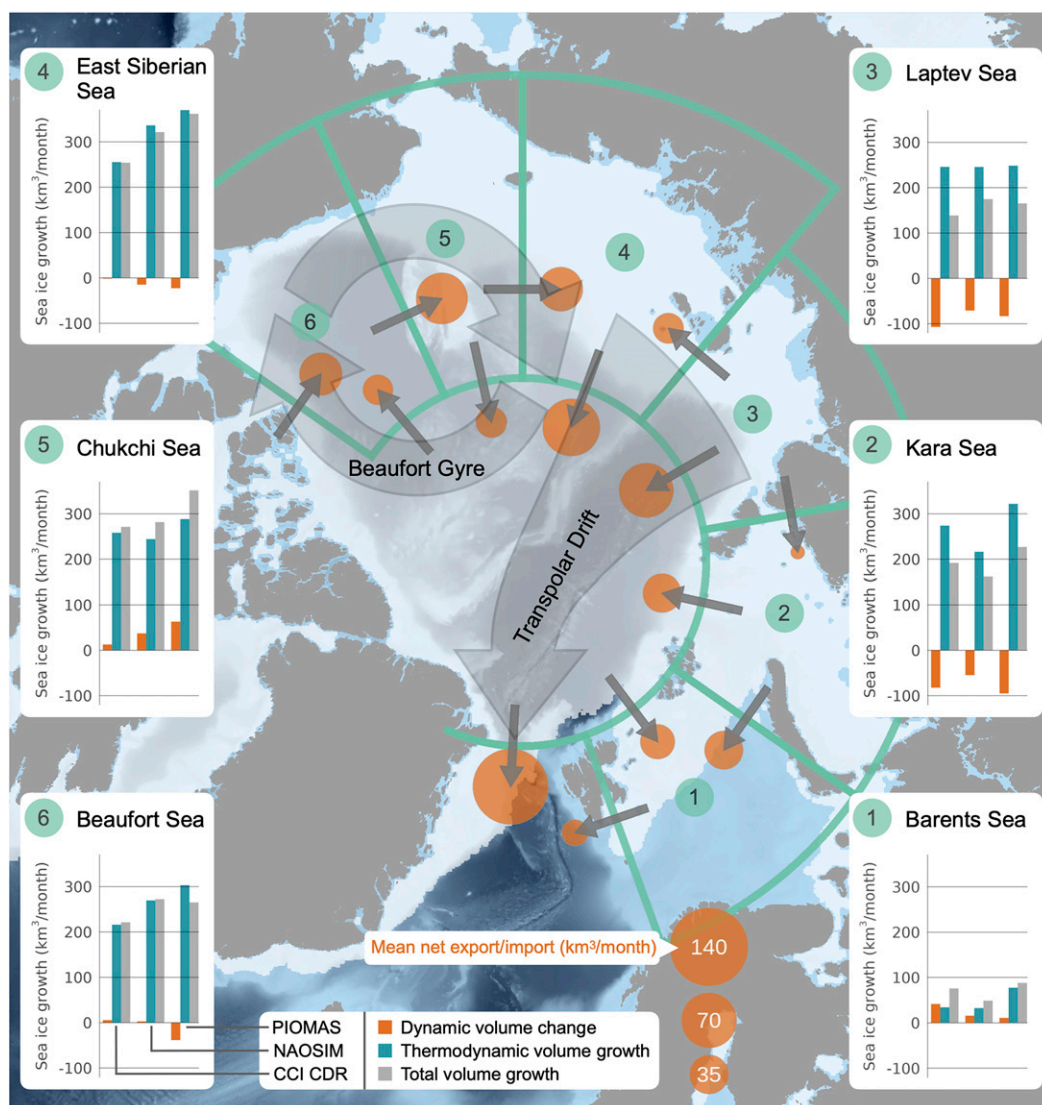 4
East Siberian
Sea
Sea ice growth (km³/month)
300
200
100
0
-100
3
Laptev Sea
Sea ice growth (km³/month)
300
200
100
0
-100
5
Chukchi Sea
Sea ice growth (km³/month)
300
200
100
0
-100
2
Kara Sea
Sea ice growth (km³/month)
300
200
100
0
-100
6
Beaufort Sea
Sea ice growth (km³/month)
300
200
100
0
-100
1
Barents Sea
Sea ice growth (km³/month)
300
200
100
0
-100
5
4
6
3
Beaufort Gyre
Transpolar Drift
2
1
Mean net export/import (km³/month)
140
70
35
PIOMAS
NAOSIM
CCI CDR
Dynamic volume change
Thermodynamic volume growth
Total volume growth